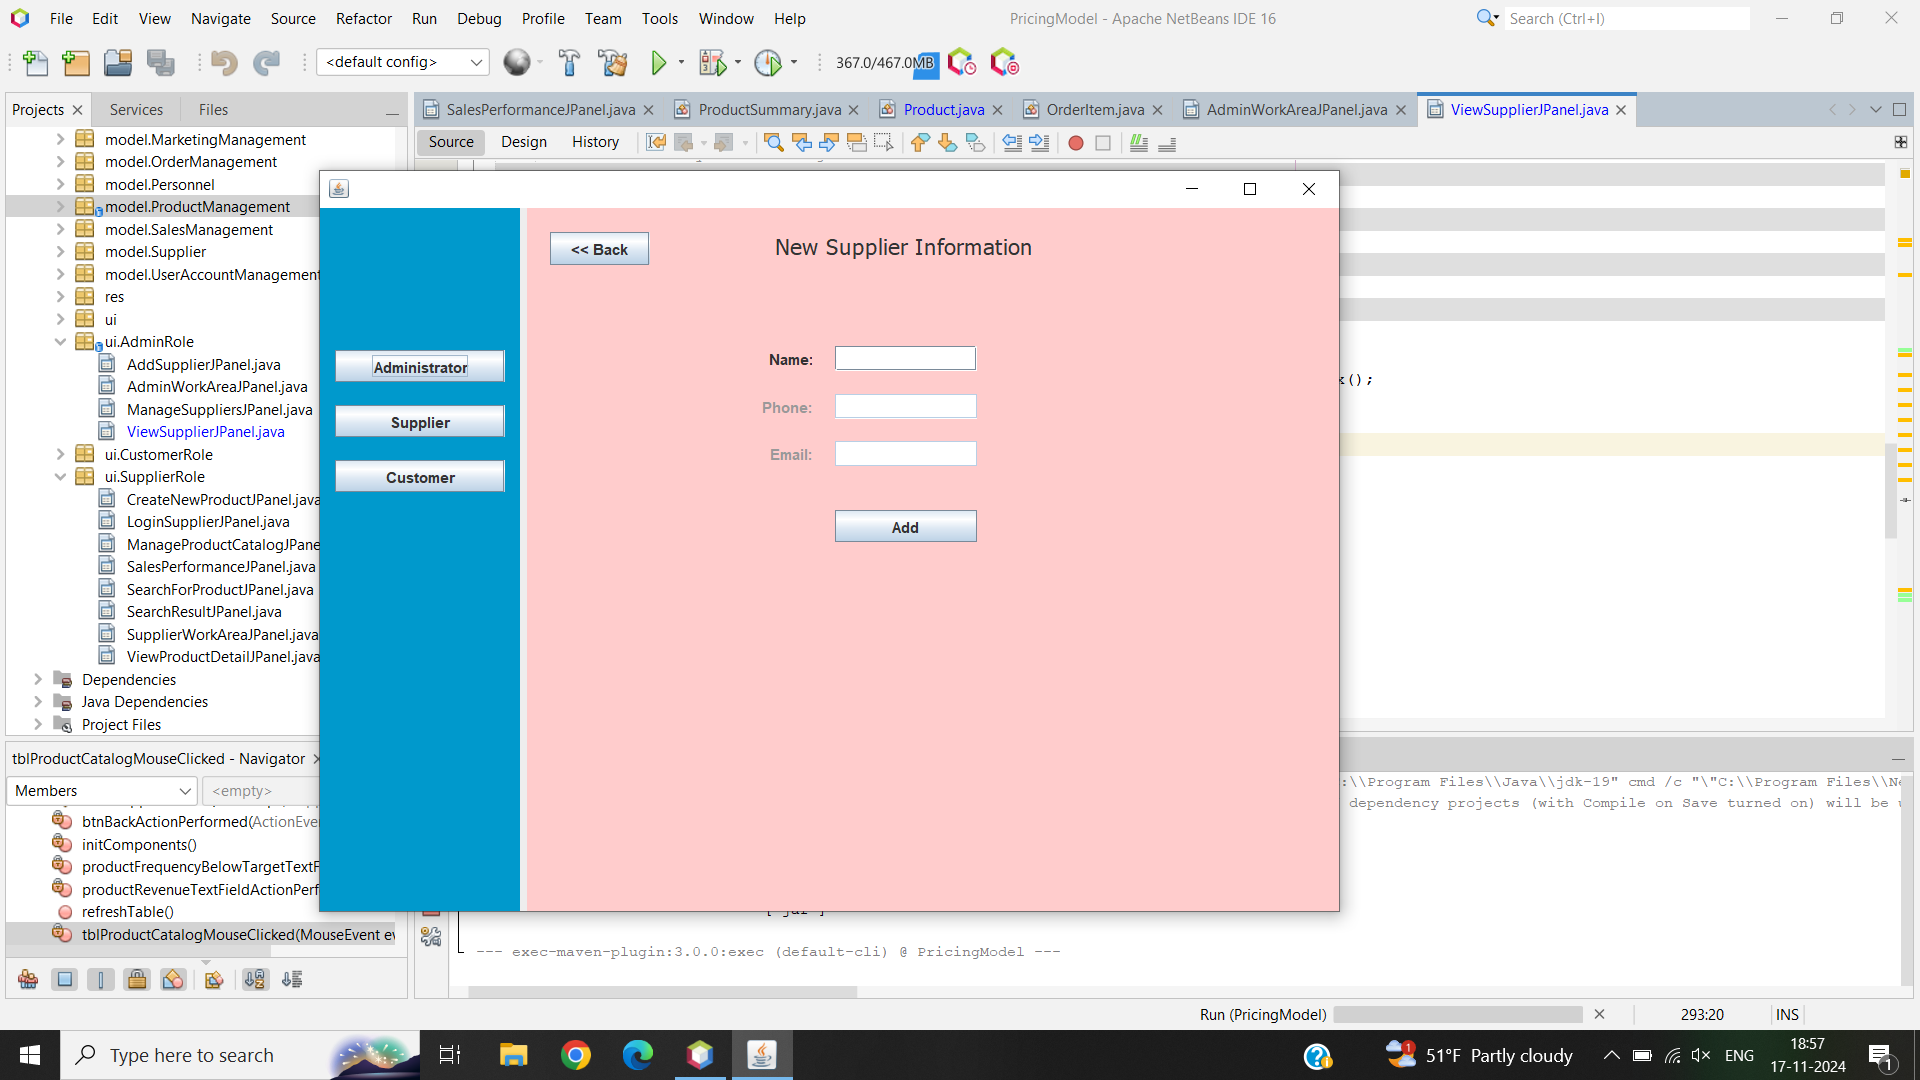 File Edit View Navigate Source Refactor Run Debug Profile Team Tools Window Help
PricingModel - Apache NetBeans IDE 16
Search (Ctrl+I)
<default config>
367.0/467.0MB
Projects Services Files
SalesPerformanceJPanel.java ProductSummary.java Product.java OrderItem.java AdminWorkAreaJPanel.java ViewSupplierJPanel.java
Source Design History
model.MarketingManagement
model.OrderManagement
model.Personnel
model.ProductManagement
model.SalesManagement
model.Supplier
model.UserAccountManagement
res
ui
ui.AdminRole
AddSupplierJPanel.java
AdminWorkAreaJPanel.java
ManageSuppliersJPanel.java
ViewSupplierJPanel.java
ui.CustomerRole
ui.SupplierRole
CreateNewProductJPanel.java
LoginSupplierJPanel.java
ManageProductCatalogJPane
SalesPerformanceJPanel.java
SearchForProductJPanel.java
SearchResultJPanel.java
SupplierWorkAreaJPanel.java
ViewProductDetailJPanel.java
Dependencies
Java Dependencies
Project Files
<< Back
New Supplier Information
Administrator
Supplier
Customer
Name:
Phone:
Email:
Add
();
tblProductCatalogMouseClicked - Navigator
Members
<empty>
btnBackActionPerformed(ActionEve
initComponents()
productFrequencyBelowTargetTextF
productRevenueTextFieldActionPerf
refreshTable()
tblProductCatalogMouseClicked(MouseEvent ev
:\\Program Files\\Java\\jdk-19" cmd /c "\"C:\\Program Files\\Ne
dependency projects (with Compile on Save turned on) will be u
[ jar ]
--- exec-maven-plugin:3.0.0:exec (default-cli) @ PricingModel ---
Run (PricingModel)
293:20
INS
Type here to search
51°F Partly cloudy
ENG
18:57
17-11-2024
1
1